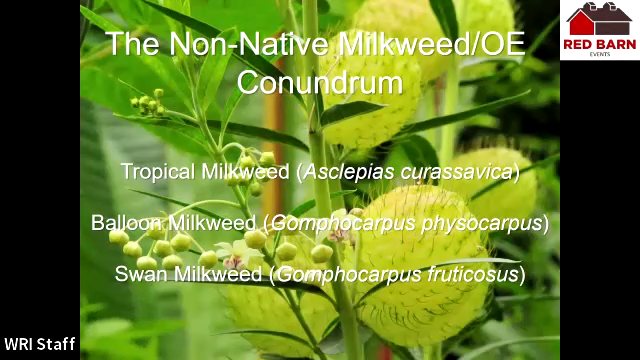 The Non-Native Milkweed/OE
Conundrum
RED BARN
EVENTS
Tropical Milkweed (Asclepias curassavica)
Balloon Milkweed (Gomphocarpus physocarpus)
Swan Milkweed (Gomphocarpus fruticosus)
WRI Staff